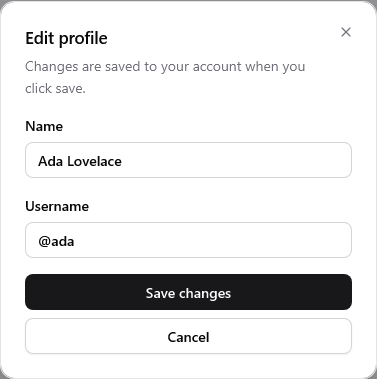 Edit profile
Changes are saved to your account when you
click save.
Name
Ada Lovelace
Username
@ada
Save changes
Cancel